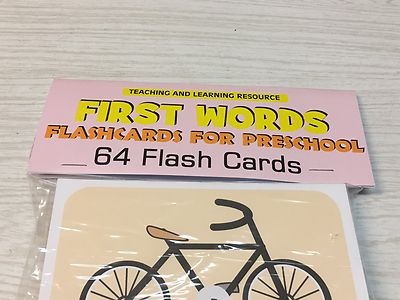 TEACHING AND LEARNING RESOURCE
FIRST WORDS
FLASHCARDS FOR PRESCHOOL
64 Flash Cards